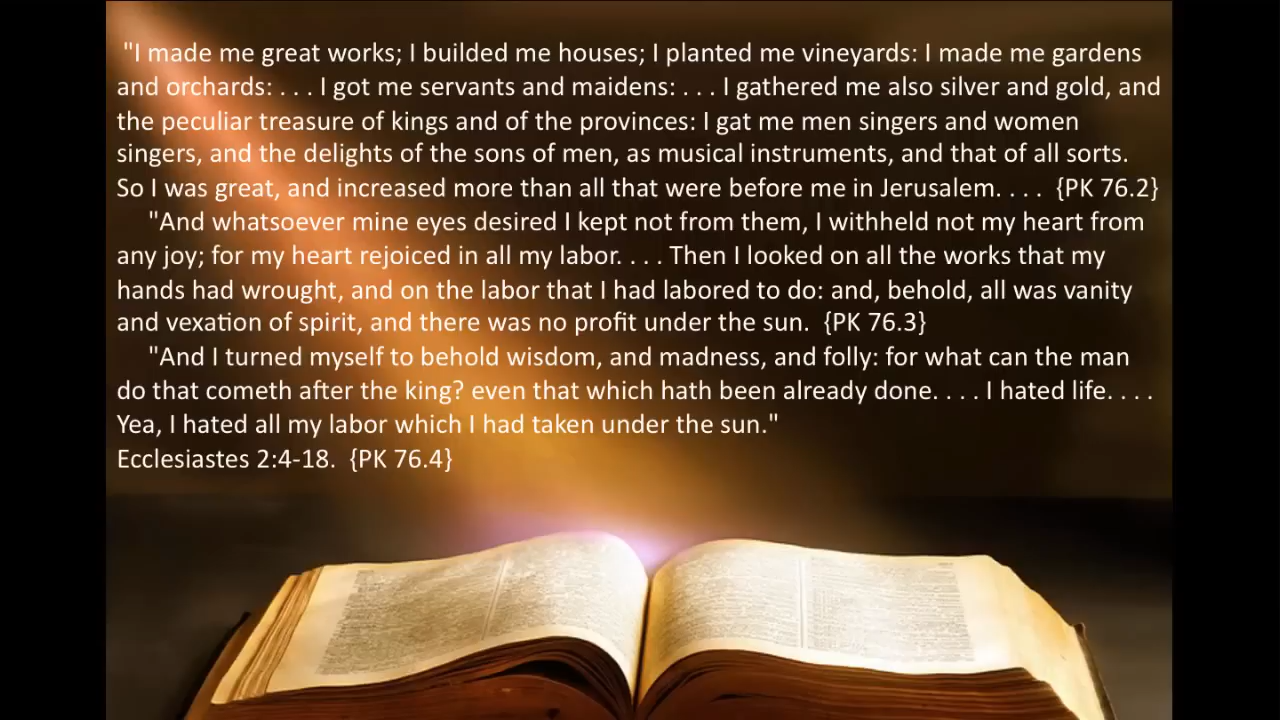 "I made me great works; I builded me houses; I planted me vineyards: I made me gardens
and orchards: . . . I got me servants and maidens: . . . I gathered me also silver and gold, and
the peculiar treasure of kings and of the provinces: I gat me men singers and women
singers, and the delights of the sons of men, as musical instruments, and that of all sorts.
So I was great, and increased more than all that were before me in Jerusalem. . . .  {PK 76.2}
"And whatsoever mine eyes desired I kept not from them, I withheld not my heart from
any joy; for my heart rejoiced in all my labor. . . . Then I looked on all the works that my
hands had wrought, and on the labor that I had labored to do: and, behold, all was vanity
and vexation of spirit, and there was no profit under the sun.  {PK 76.3}
"And I turned myself to behold wisdom, and madness, and folly: for what can the man
do that cometh after the king? even that which hath been already done. . . . I hated life. . . .
Yea, I hated all my labor which I had taken under the sun."
Ecclesiastes 2:4-18.  {PK 76.4}